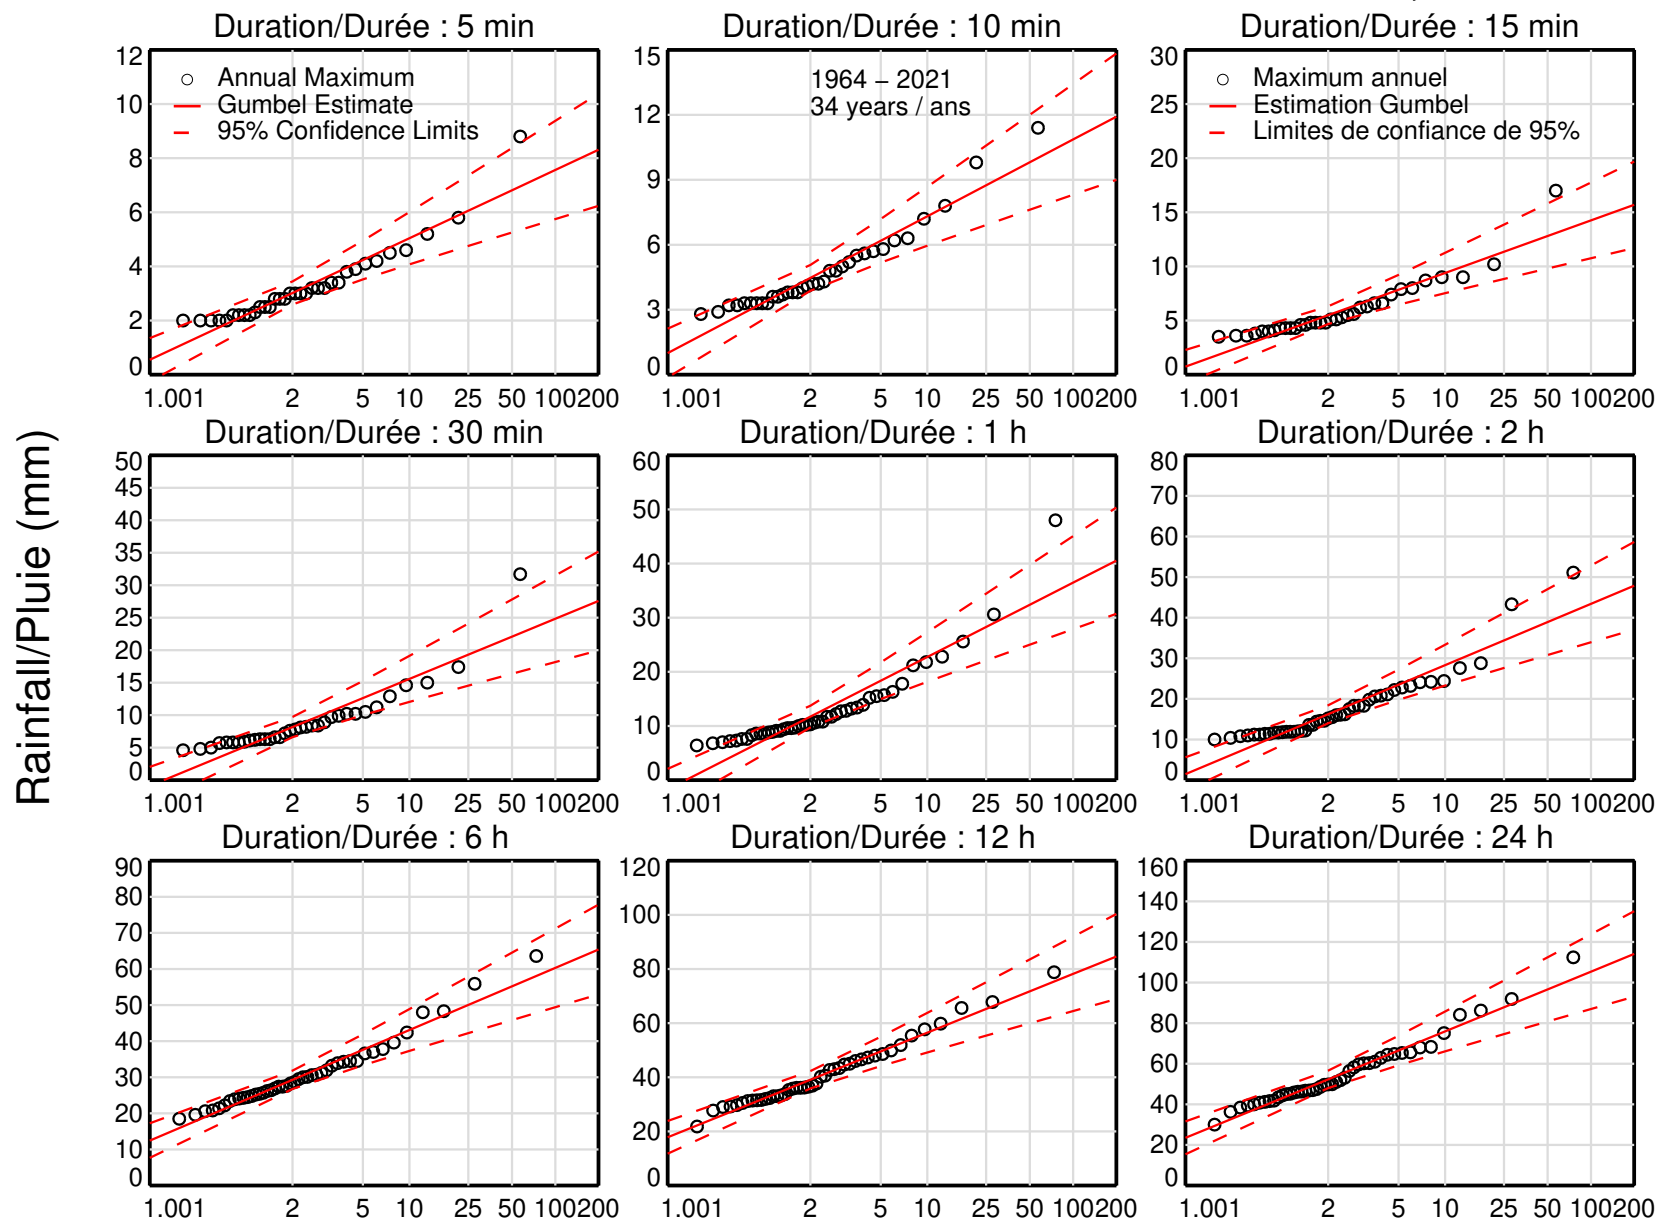 Duration/Durée : 5 min
12
10
8
6
4
2
0
Annual Maximum
Gumbel Estimate
95% Confidence Limits
1.001 2 5 10 25 50 100200
Duration/Durée : 10 min
15
12
9
6
3
0
1964 – 2021
34 years / ans
1.001 2 5 10 25 50 100200
Duration/Durée : 15 min
30
25
20
15
10
5
0
Maximum annuel
Estimation Gumbel
Limites de confiance de 95%
1.001 2 5 10 25 50 100200
Rainfall/Pluie (mm)
Duration/Durée : 30 min
50
45
40
35
30
25
20
15
10
5
0
1.001 2 5 10 25 50 100200
Duration/Durée : 1 h
60
50
40
30
20
10
0
1.001 2 5 10 25 50 100200
Duration/Durée : 2 h
80
70
60
50
40
30
20
10
0
1.001 2 5 10 25 50 100200
Duration/Durée : 6 h
90
80
70
60
50
40
30
20
10
0
1.001 2 5 10 25 50 100200
Duration/Durée : 12 h
120
100
80
60
40
20
0
1.001 2 5 10 25 50 100200
Duration/Durée : 24 h
160
140
120
100
80
60
40
20
0
1.001 2 5 10 25 50 100200